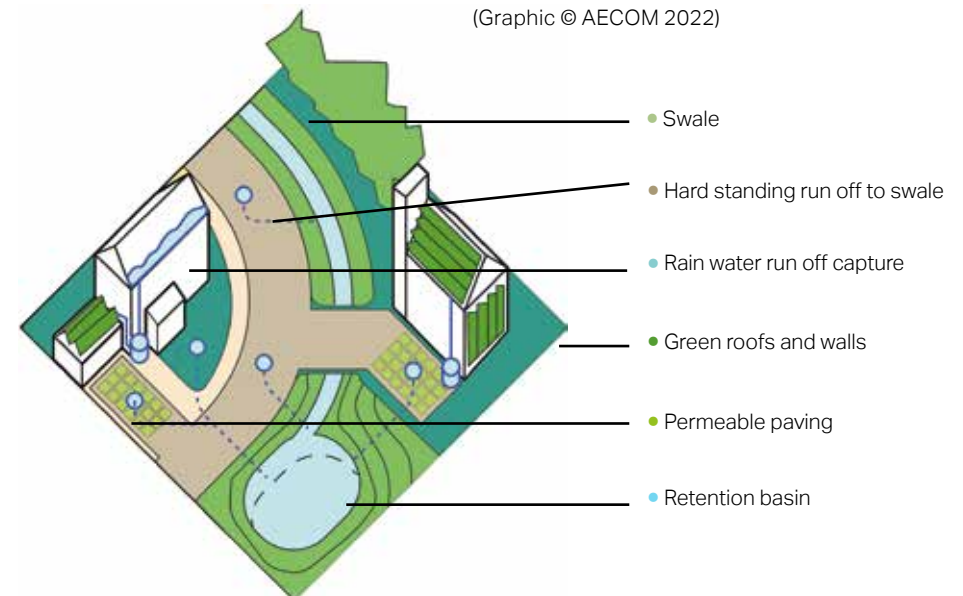 (Graphic © AECOM 2022)
Swale
Hard standing run off to swale
Rain water run off capture
Green roofs and walls
Permeable paving
Retention basin